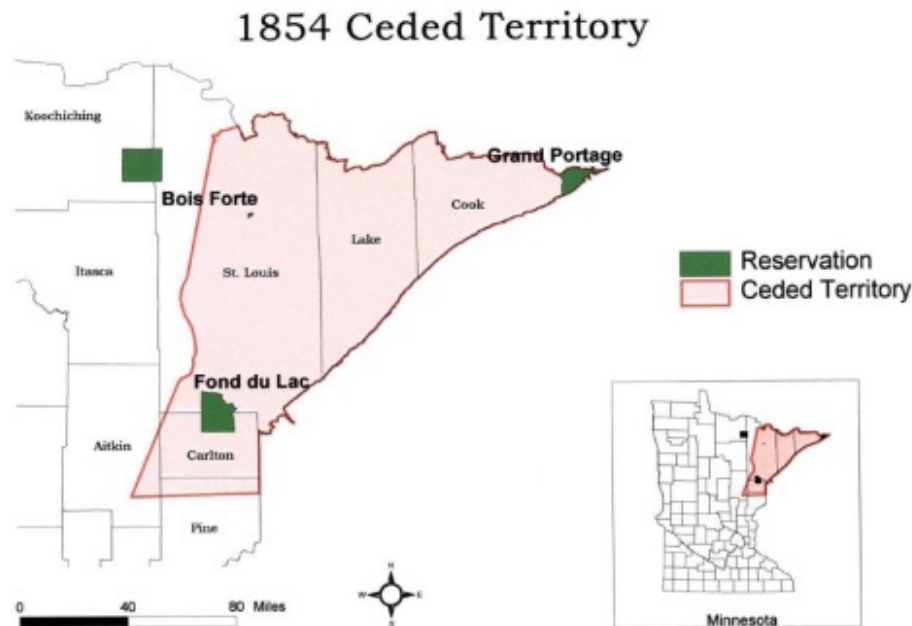 1854 Ceded Territory
Koochiching
Grand Portage
Bois Forte
Cook
Lake
Itasca
St. Louis
Reservation
Ceded Territory
Fond du Lac
Aitkin
Carlton
Pine
N
W E
S
0 40 80 Miles
Minnesota